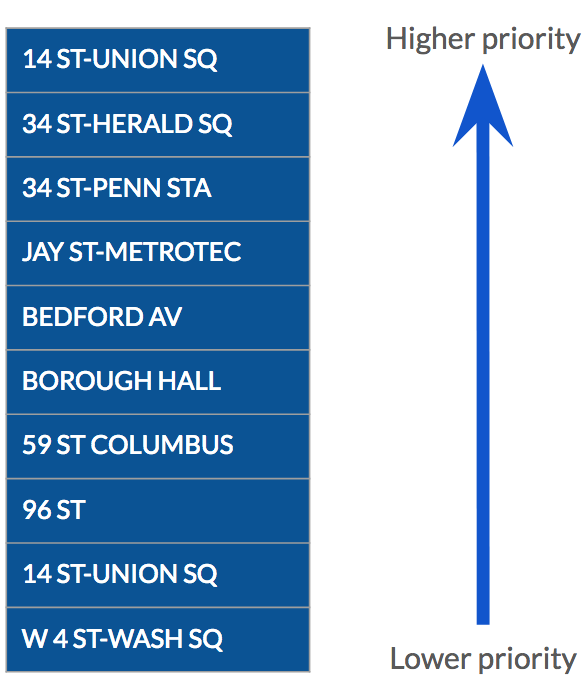 Higher priority
14 ST-UNION SQ
34 ST-HERALD SQ
34 ST-PENN STA
JAY ST-METROTEC
BEDFORD AV
BOROUGH HALL
59 ST COLUMBUS
96 ST
14 ST-UNION SQ
W 4 ST-WASH SQ
Lower priority